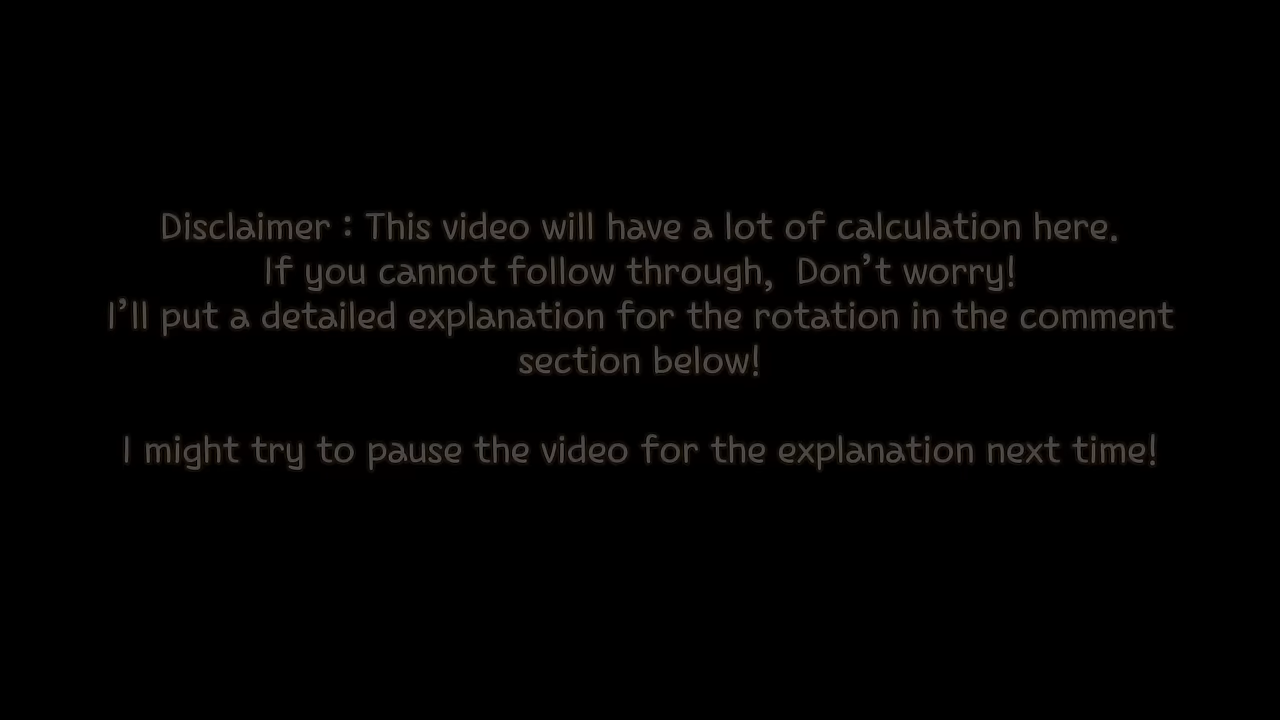 Disclaimer : This video will have a lot of calculation here.
If you cannot follow through,  Don't worry!
I'll put a detailed explanation for the rotation in the comment
section below!
I might try to pause the video for the explanation next time!